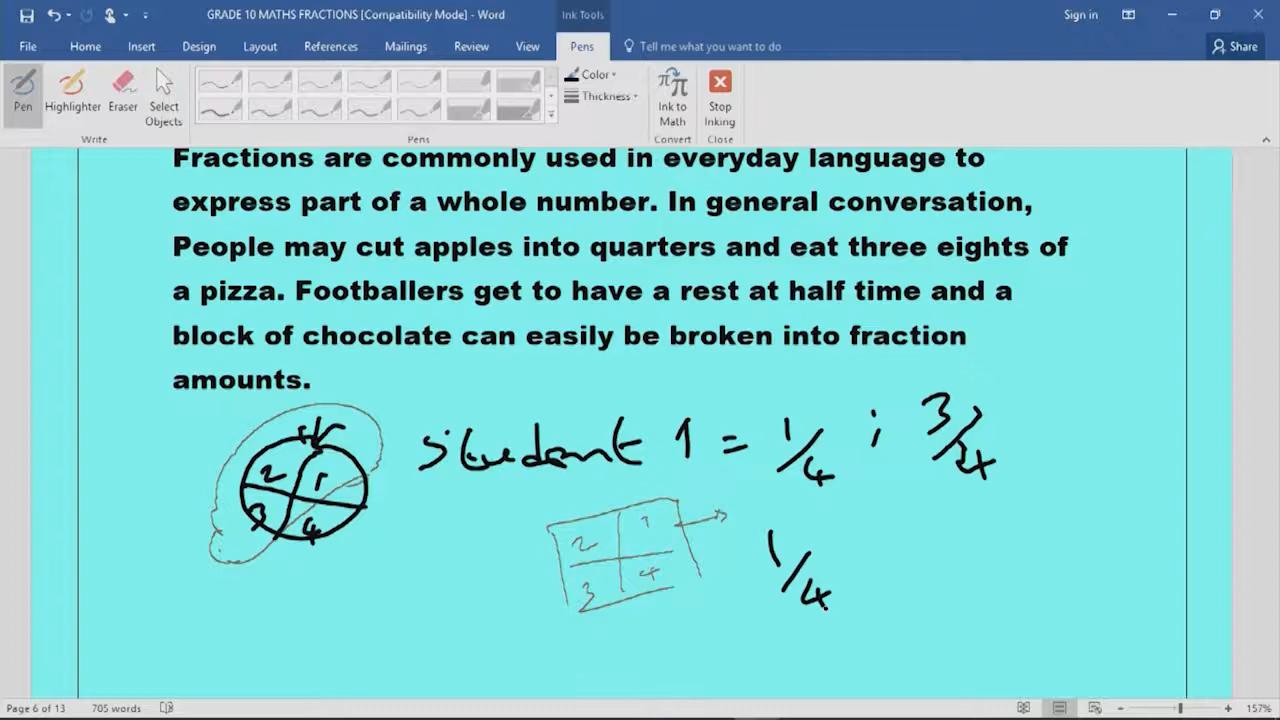 GRADE 10 MATHS FRACTIONS [Compatibility Mode] - Word
Ink Tools
Sign in
File Home Insert Design Layout References Mailings Review View Pens Tell me what you want to do
Share
Pen Highlighter Eraser Select Objects
Color
Thickness
Ink to Math
Stop Inking
Write Pens Convert Close
Fractions are commonly used in everyday language to
express part of a whole number. In general conversation,
People may cut apples into quarters and eat three eights of
a pizza. Footballers get to have a rest at half time and a
block of chocolate can easily be broken into fraction
amounts.
2 1
3 4
Student 1 = 1/4 ; 3/4
2 1
3 4
1/4
Page 6 of 13 705 words
157%